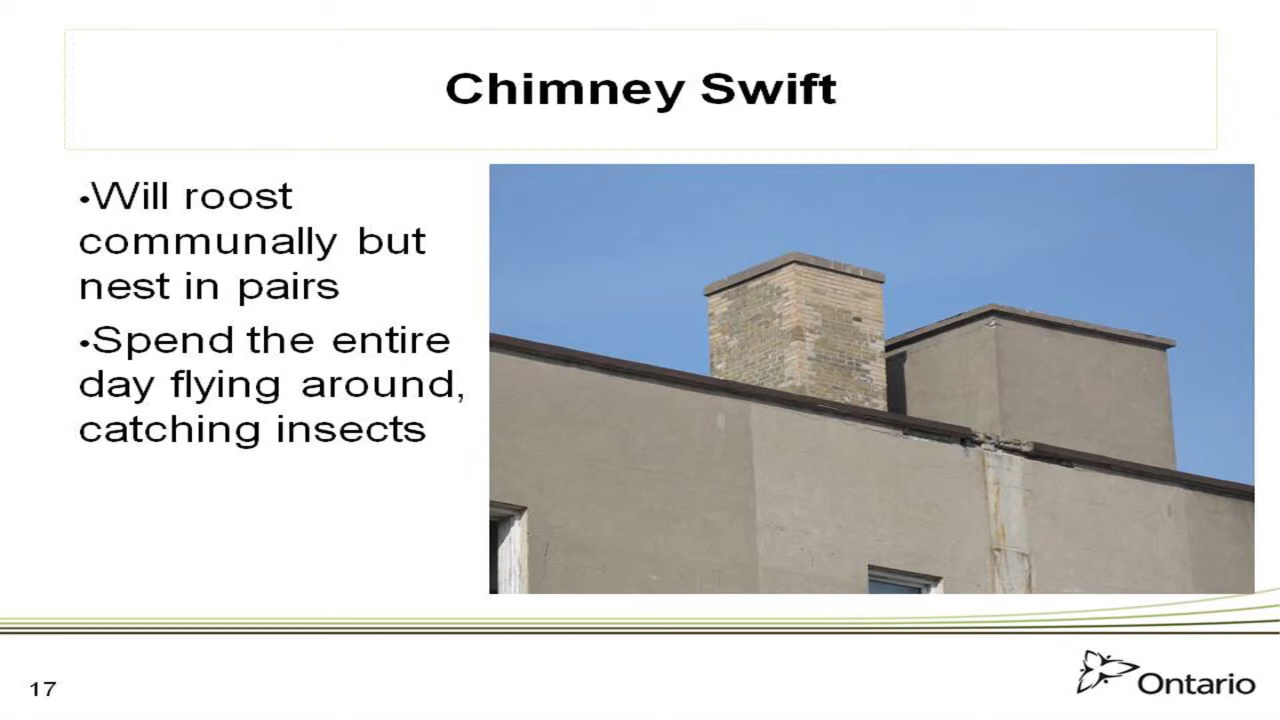 Chimney Swift
•Will roost
communally but
nest in pairs
•Spend the entire
day flying around,
catching insects
17
Ontario